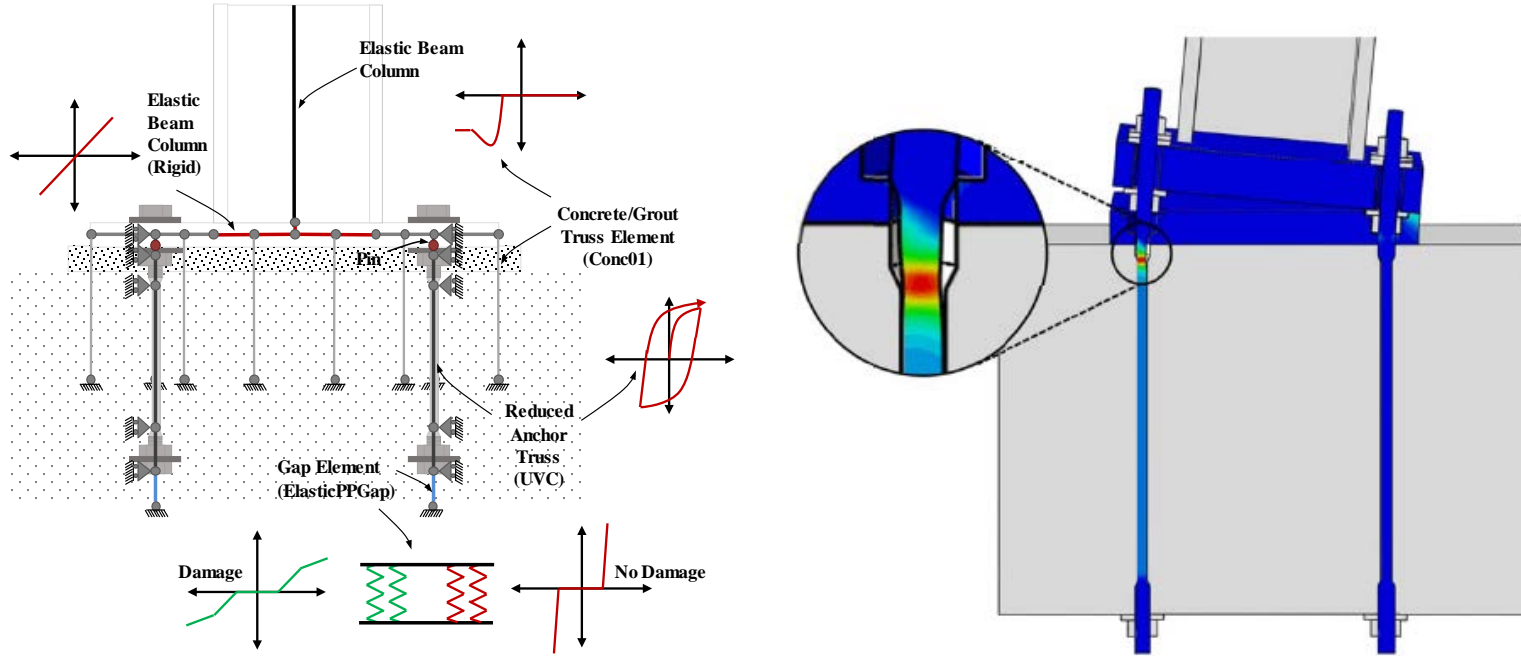 Elastic Beam
Column
Elastic
Beam
Column
(Rigid)
Concrete/Grout
Truss Element
(Conc01)
Pin
Reduced
Anchor
Truss
(UVC)
Gap Element
(ElasticPPGap)
Damage
No Damage